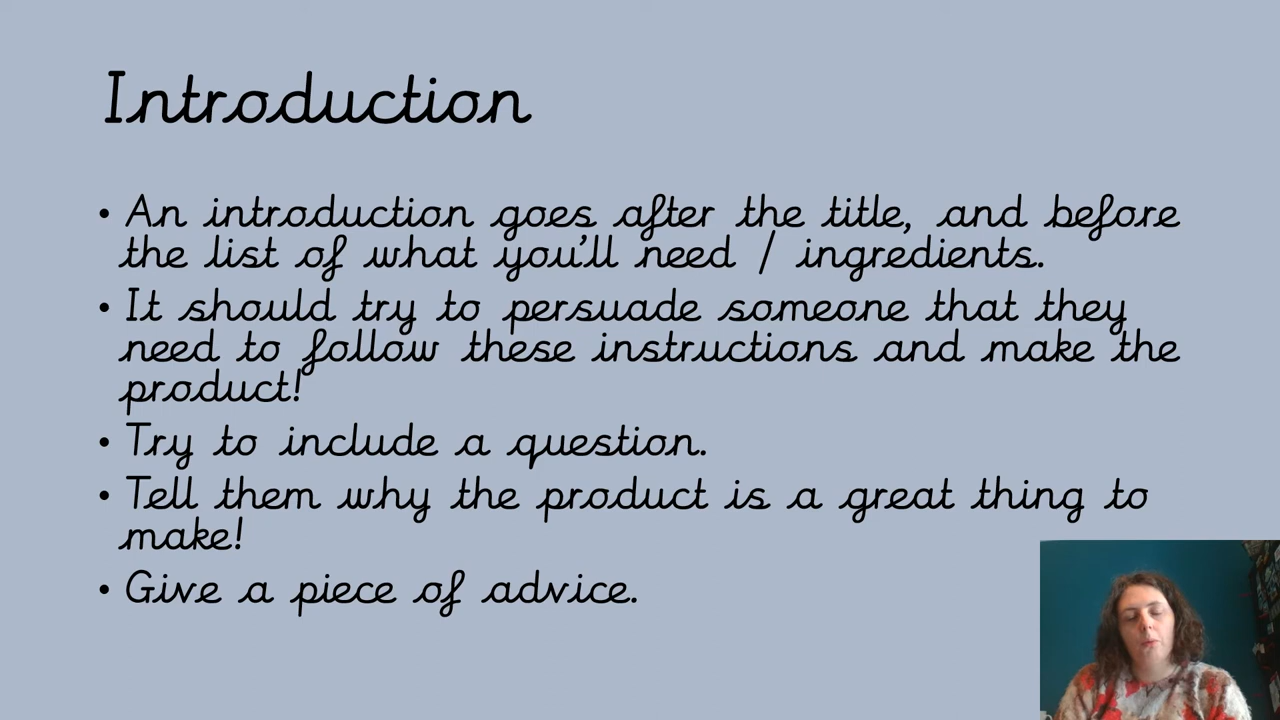 Introduction
• An introduction goes after the title, and before
the list of what you'll need / ingredients.
• It should try to persuade someone that they
need to follow these instructions and make the
product!
• Try to include a question.
• Tell them why the product is a great thing to
make!
• Give a piece of advice.